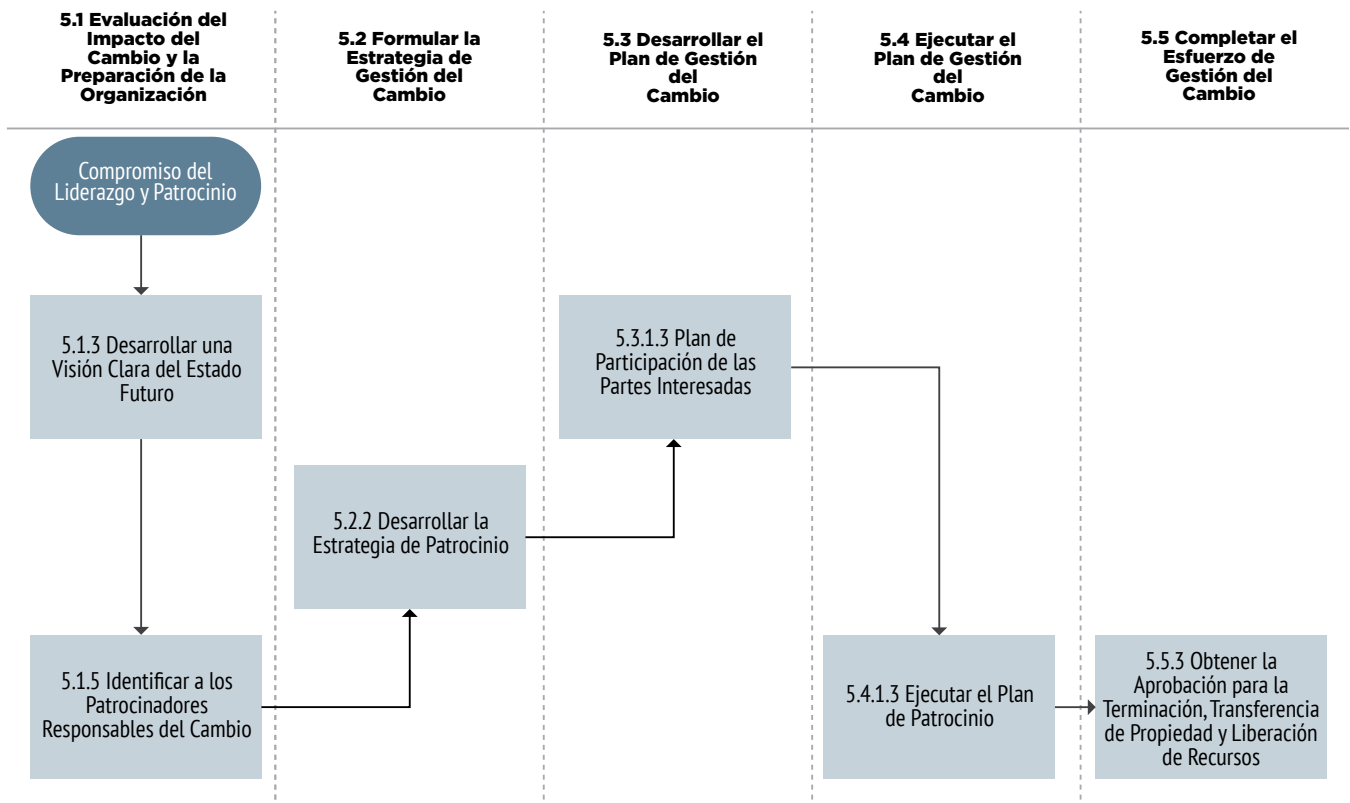 5.1 Evaluación del
Impacto del
Cambio y la
Preparación de la
Organización
5.2 Formular la
Estrategia de
Gestión del
Cambio
5.3 Desarrollar el
Plan de Gestión
del
Cambio
5.4 Ejecutar el
Plan de Gestión
del
Cambio
5.5 Completar el
Esfuerzo de
Gestión del
Cambio
Compromiso del
Liderazgo y Patrocinio
5.1.3 Desarrollar una
Visión Clara del Estado
Futuro
5.1.5 Identificar a los
Patrocinadores
Responsables del Cambio
5.2.2 Desarrollar la
Estrategia de Patrocinio
5.3.1.3 Plan de
Participación de las
Partes Interesadas
5.4.1.3 Ejecutar el Plan
de Patrocinio
5.5.3 Obtener la
Aprobación para la
Terminación, Transferencia
de Propiedad y Liberación
de Recursos